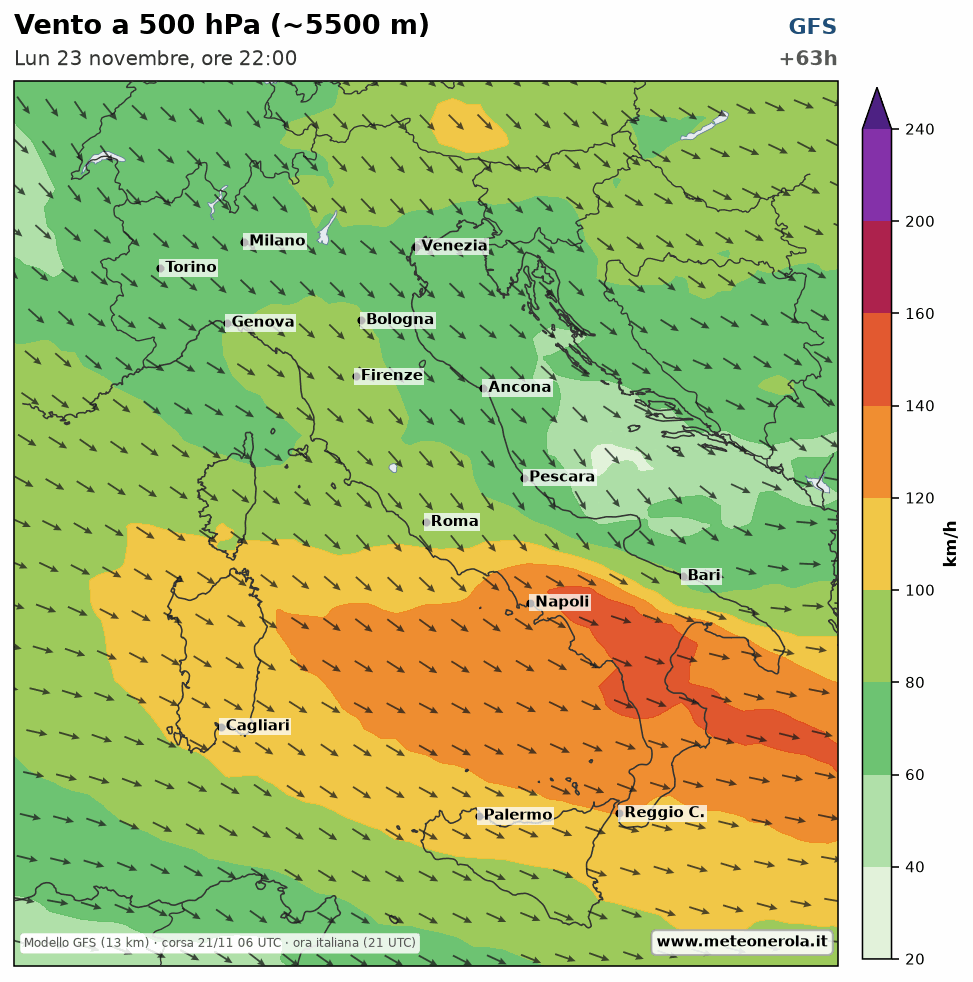 Vento a 500 hPa (~5500 m)
GFS
Lun 23 novembre, ore 22:00
+63h
Milano
Venezia
Torino
Genova
Bologna
Firenze
Ancona
Pescara
Roma
Bari
Napoli
Cagliari
Palermo
Reggio C.
240
200
160
140
120
100
80
60
40
20
km/h
Modello GFS (13 km) · corsa 21/11 06 UTC · ora italiana (21 UTC)
www.meteonerola.it